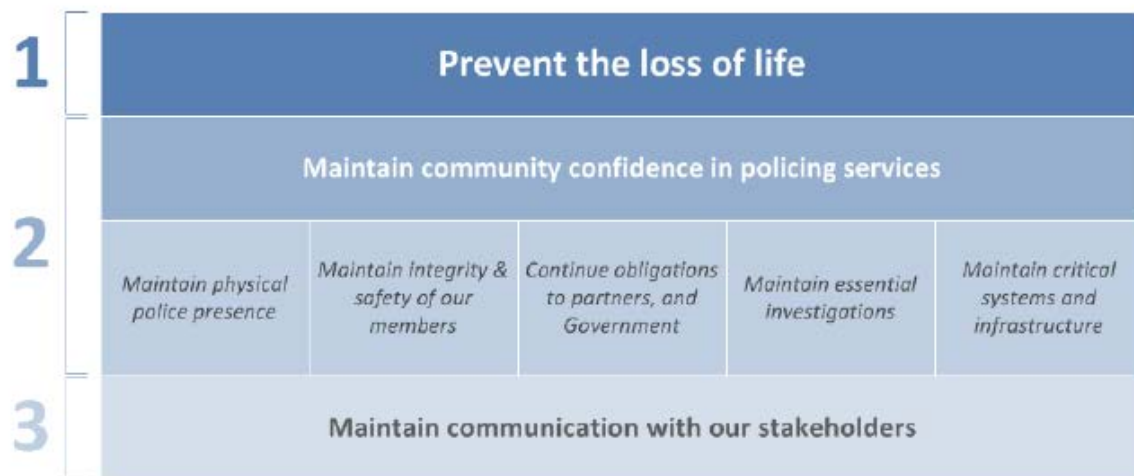 1
Prevent the loss of life
2
Maintain community confidence in policing services
Maintain physical
police presence
Maintain integrity &
safety of our
members
Continue obligations
to partners, and
Government
Maintain essential
investigations
Maintain critical
systems and
infrastructure
3
Maintain communication with our stakeholders